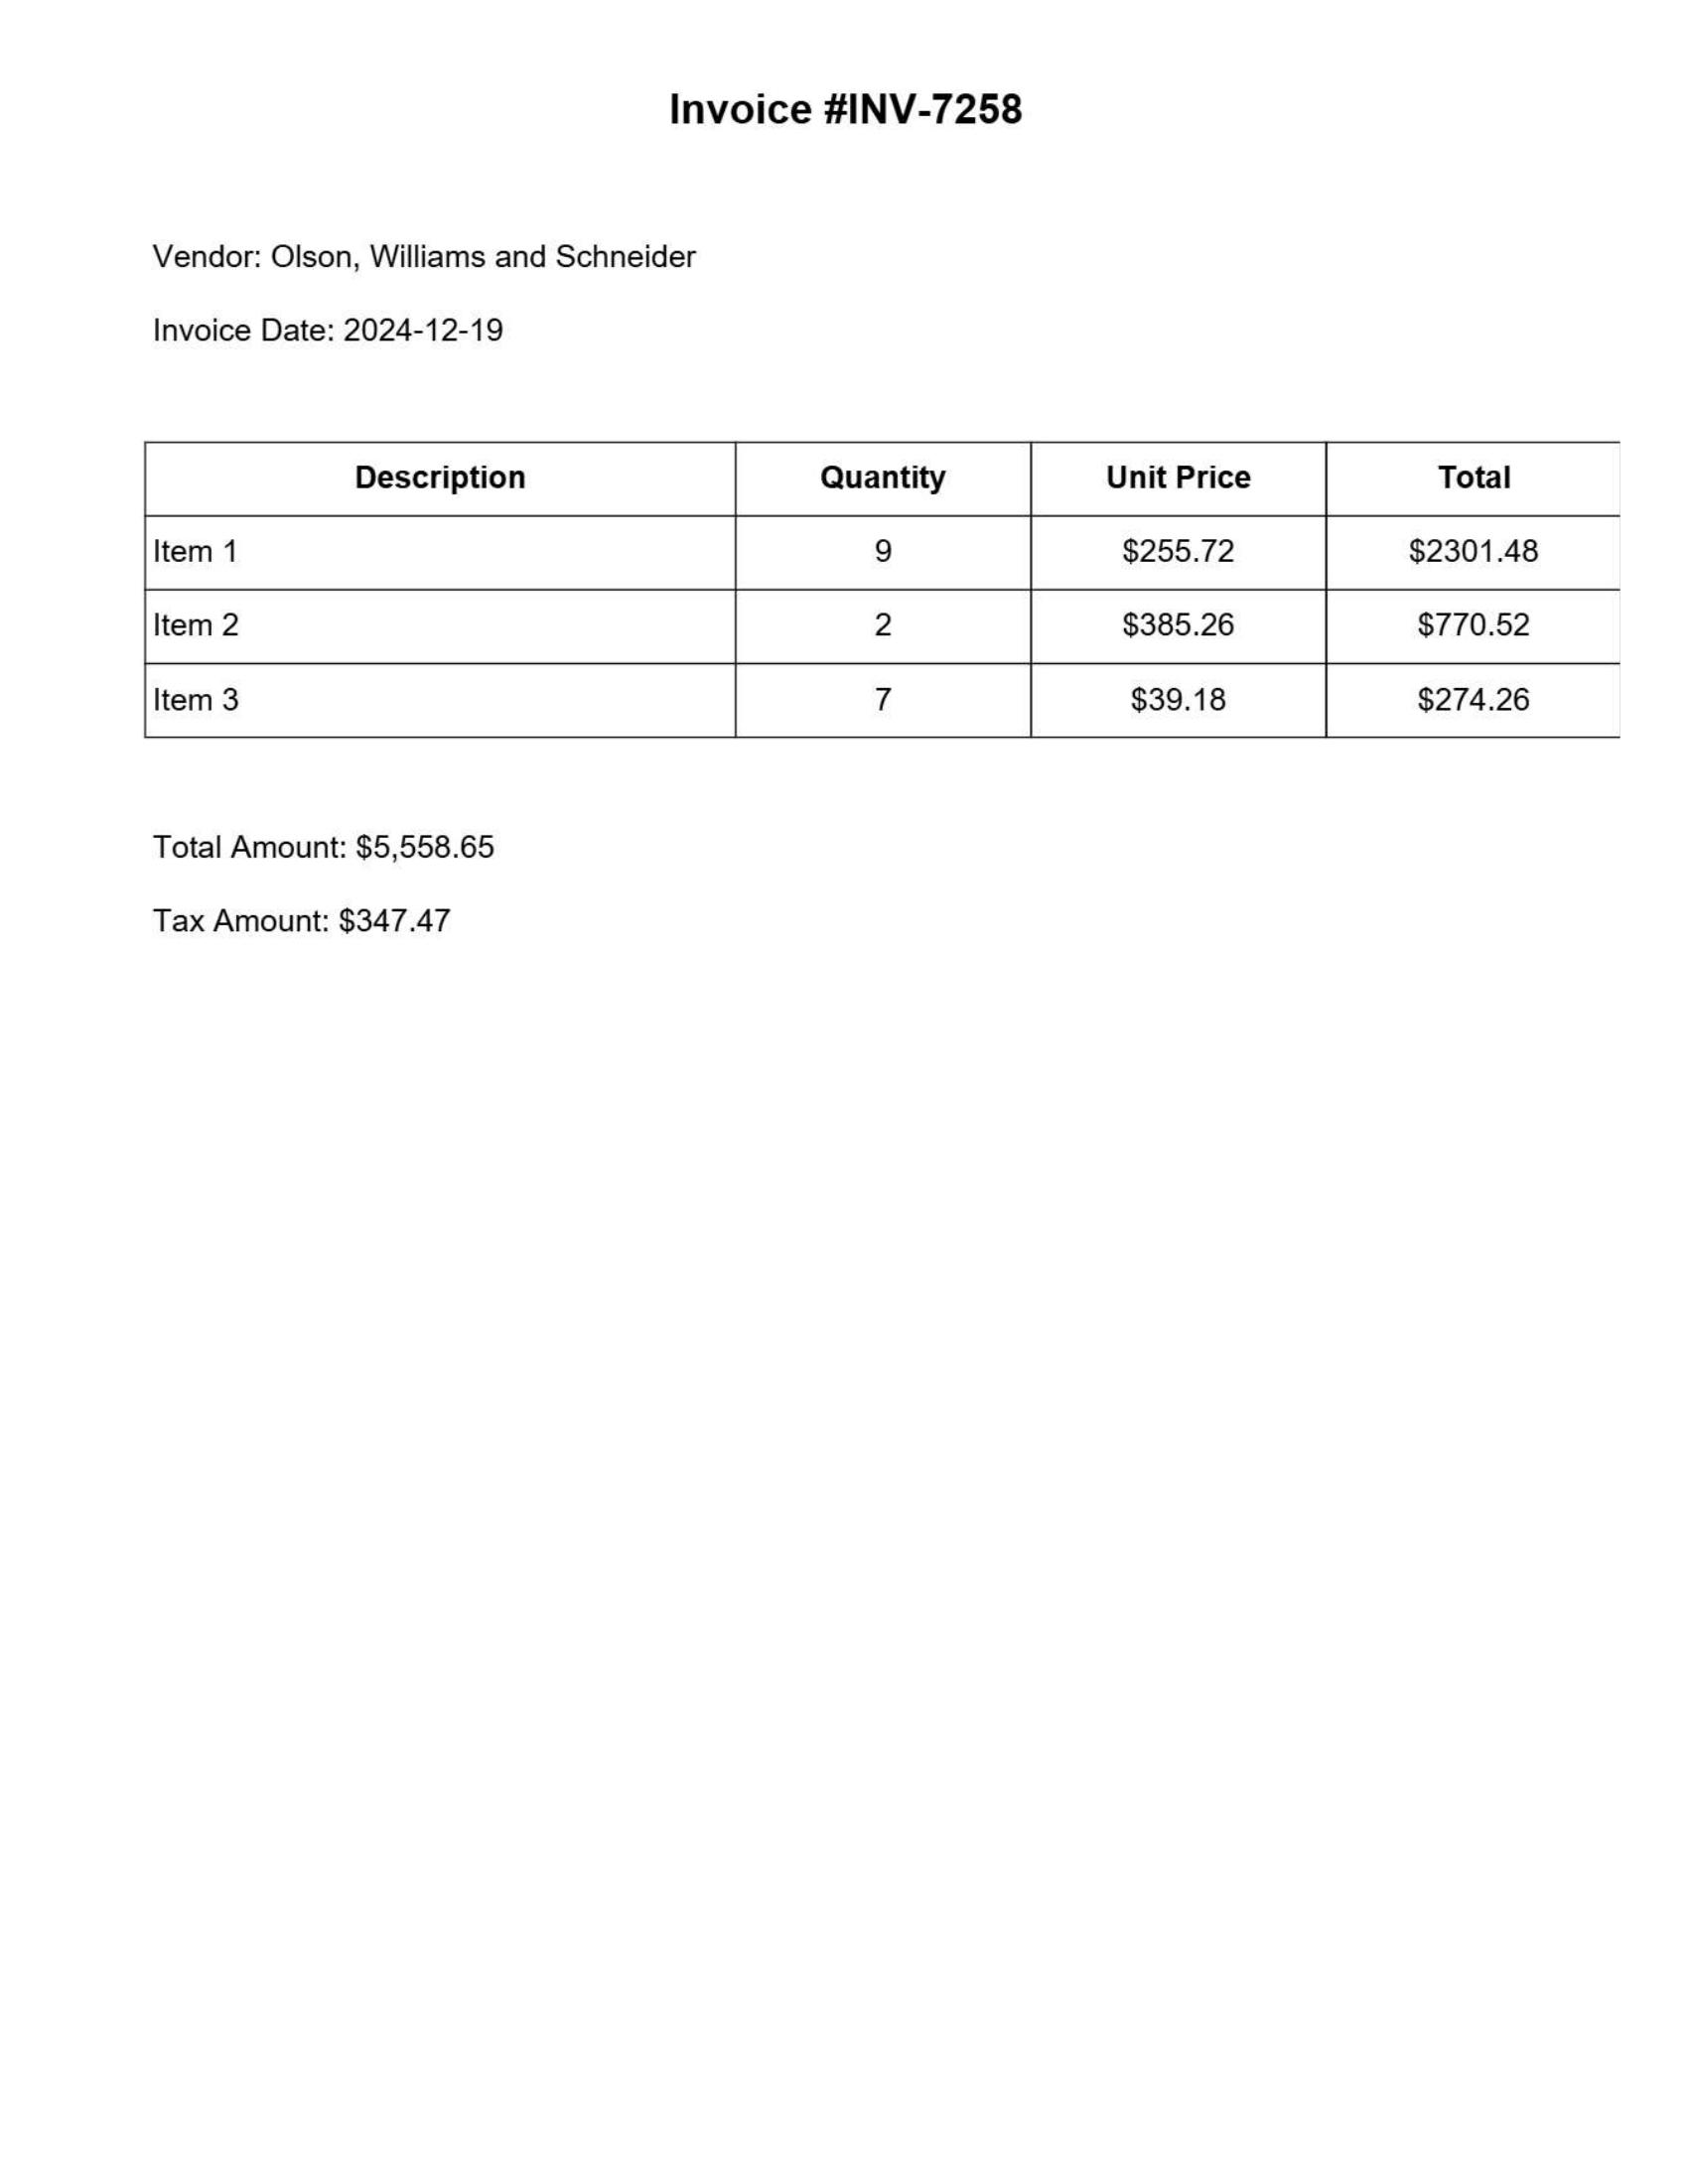 Invoice #INV-7258
Vendor: Olson, Williams and Schneider
Invoice Date: 2024-12-19
Description Quantity Unit Price Total
Item 1 9 $255.72 $2301.48
Item 2 2 $385.26 $770.52
Item 3 7 $39.18 $274.26
Total Amount: $5,558.65
Tax Amount: $347.47